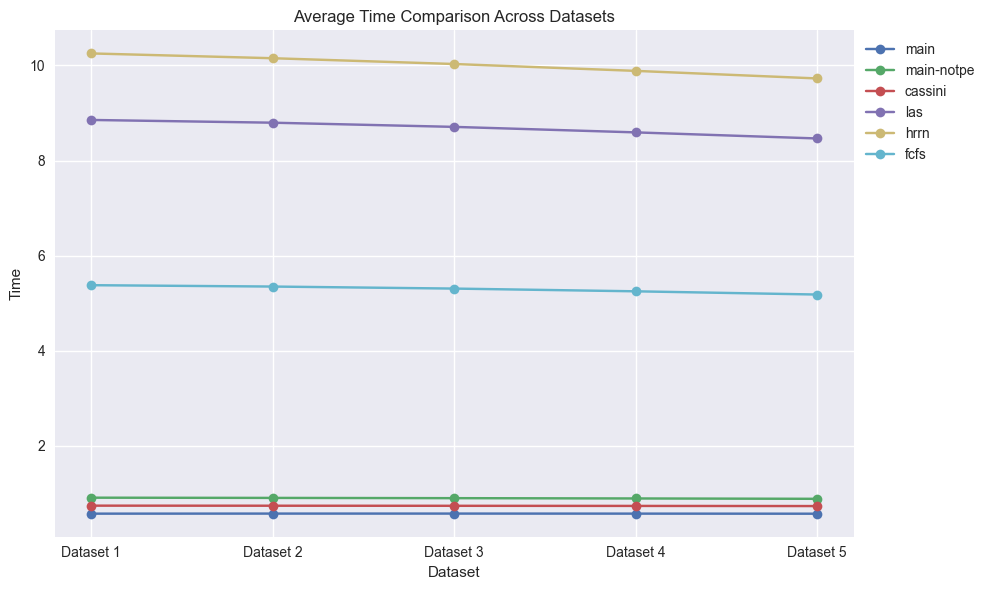 Average Time Comparison Across Datasets
main
main-notpe
cassini
las
hrrn
fcfs
10
8
6
4
2
Time
Dataset 1
Dataset 2
Dataset 3
Dataset 4
Dataset 5
Dataset